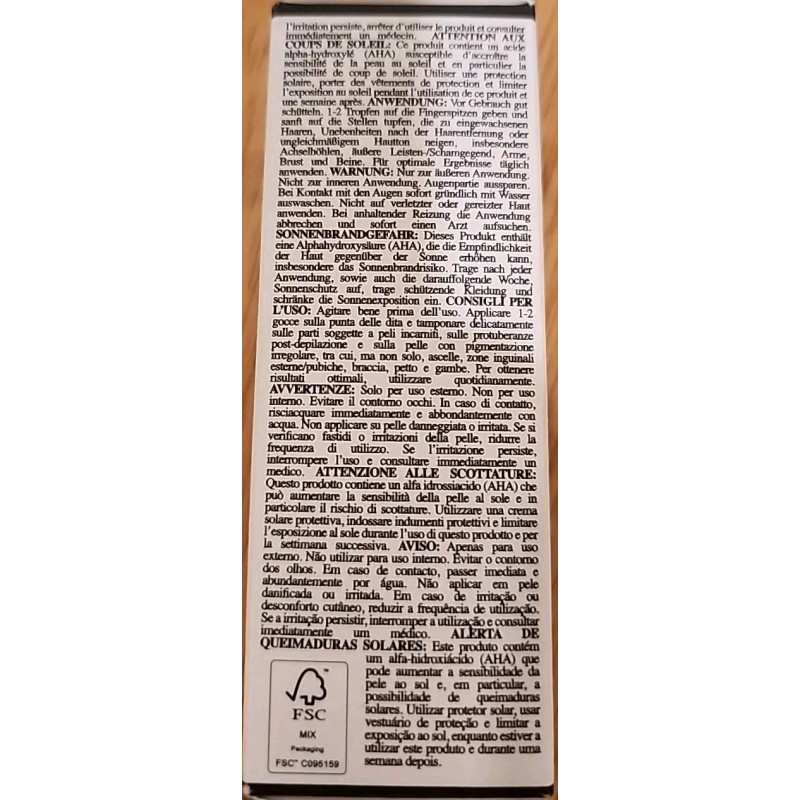 l'irritation persiste, arrêter d'utiliser le produit et consulter
immédiatement un médecin. ATTENTION AUX
COUPS DE SOLEIL: Ce produit contient un acide
alpha-hydroxylé (AHA) susceptible d'accroître la
sensibilité de la peau au soleil et en particulier la
possibilité de coup de soleil. Utiliser une protection
solaire, porter des vêtements de protection et limiter
l'exposition au soleil pendant l'utilisation de ce produit et
une semaine après. ANWENDUNG: Vor Gebrauch gut
schütteln. 1-2 Tropfen auf die Fingerspitzen geben und
sanft auf die Stellen tupfen, die zu eingewachsenen
Haaren, Unebenheiten nach der Haarentfernung oder
ungleichmäßigem Hautton neigen, insbesondere
Achselhöhlen, äußere Leisten-/Schamgegend, Arme,
Brust und Beine. Für optimale Ergebnisse täglich
anwenden. WARNUNG: Nur zur äußeren Anwendung.
Nicht zur inneren Anwendung. Augenpartie aussparen.
Bei Kontakt mit den Augen sofort gründlich mit Wasser
auswaschen. Nicht auf verletzter oder gereizter Haut
anwenden. Bei anhaltender Reizung die Anwendung
abbrechen und sofort einen Arzt aufsuchen.
SONNENBRANDGEFAHR: Dieses Produkt enthält
eine Alphahydroxysäure (AHA), die die Empfindlichkeit
der Haut gegenüber der Sonne erhöhen kann,
insbesondere das Sonnenbrandrisiko. Trage nach jeder
Anwendung, sowie auch die darauffolgende Woche,
Sonnenschutz auf, trage schützende Kleidung und
schränke die Sonnenexposition ein. CONSIGLI PER
L'USO: Agitare bene prima dell'uso. Applicare 1-2
gocce sulla punta delle dita e tamponare delicatamente
sulle parti soggette a peli incarniti, sulle protuberanze
post-depilazione e sulla pelle con pigmentazione
irregolare, tra cui, ma non solo, ascelle, zone inguinali
esterne/pubiche, braccia, petto e gambe. Per ottenere
risultati ottimali, utilizzare quotidianamente.
AVVERTENZE: Solo per uso esterno. Non per uso
interno. Evitare il contorno occhi. In caso di contatto,
risciacquare immediatamente e abbondantemente con
acqua. Non applicare su pelle danneggiata o irritata. Se si
verificano fastidi o irritazioni della pelle, ridurre la
frequenza di utilizzo. Se l'irritazione persiste,
interrompere l'uso e consultare immediatamente un
medico. ATTENZIONE ALLE SCOTTATURE:
Questo prodotto contiene un alfa idrossiacido (AHA) che
può aumentare la sensibilità della pelle al sole e in
particolare il rischio di scottature. Utilizzare una crema
solare protettiva, indossare indumenti protettivi e limitare
l'esposizione al sole durante l'uso di questo prodotto e per
la settimana successiva. AVISO: Apenas para uso
externo. Não utilizar para uso interno. Evitar o contorno
dos olhos. Em caso de contacto, passer imediata e
abundantemente por água. Não aplicar em pele
danificada ou irritada. Em caso de irritação ou
desconforto cutâneo, reduzir a frequência de utilização.
Se a irritação persistir, interromper a utilização e consultar
imediatamente um médico. ALERTA DE
QUEIMADURAS SOLARES: Este produto contém
um alfa-hidroxiácido (AHA) que
pode aumentar a sensibilidade da
pele ao sol e, em particular, a
possibilidade de queimaduras
solares. Utilizar protetor solar, usar
vestuário de proteção e limitar a
exposição ao sol, enquanto estiver a
utilizar este produto e durante uma
semana depois.
FSC
MIX
Packaging
FSC™ C095159